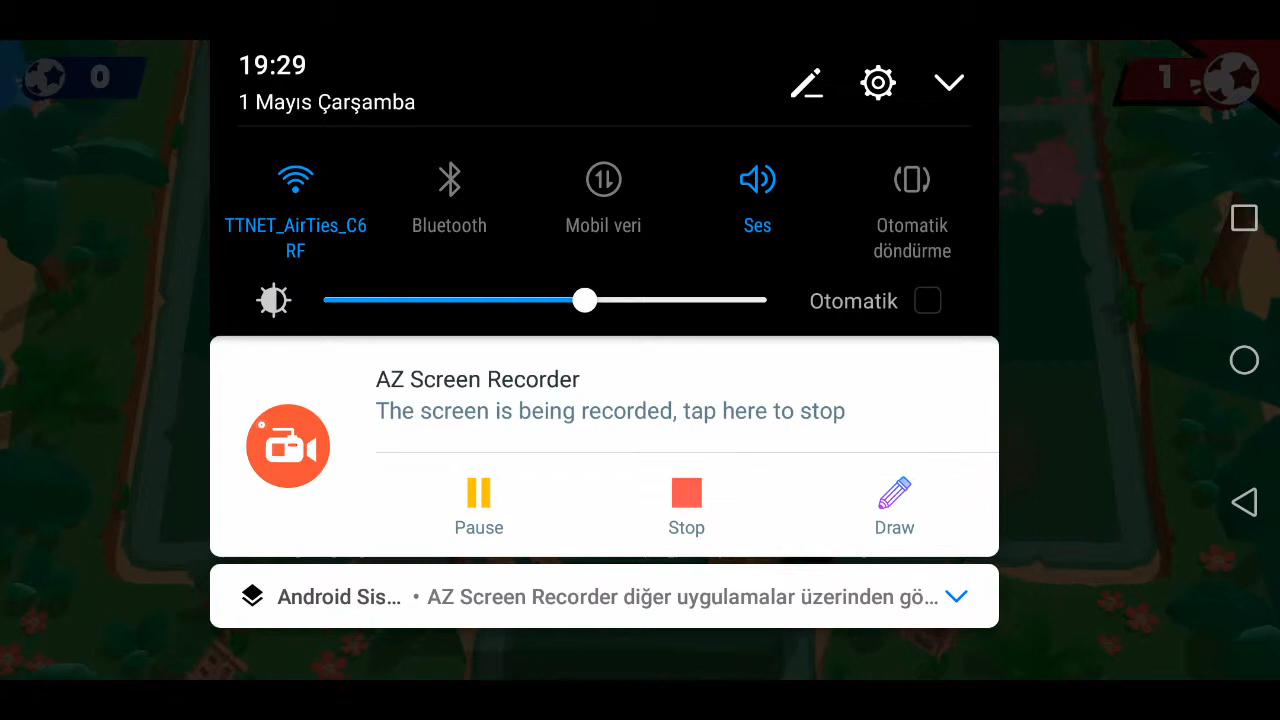 19:29
1 Mayıs Çarşamba
0
1
TTNET_AirTies_C6
RF
Bluetooth
Mobil veri
Ses
Otomatik
döndürme
Otomatik
AZ Screen Recorder
The screen is being recorded, tap here to stop
Pause
Stop
Draw
Android Sis... • AZ Screen Recorder diğer uygulamalar üzerinden gö...